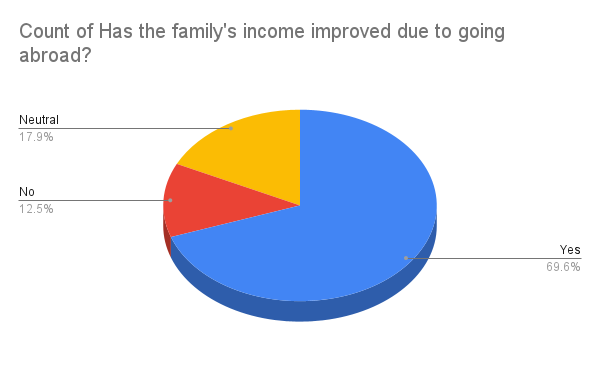 Count of Has the family's income improved due to going
abroad?
Neutral
17.9%
No
12.5%
Yes
69.6%